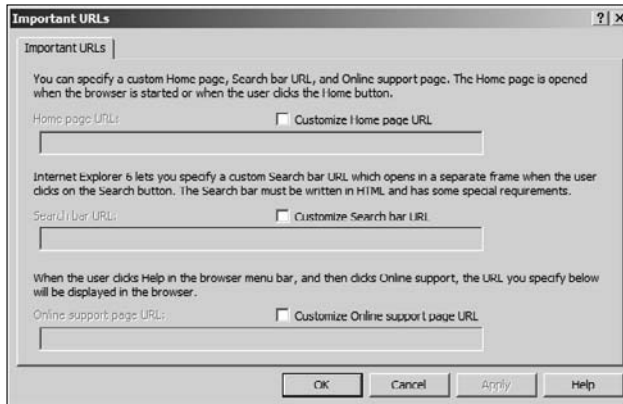 Important URLs
Important URLs
You can specify a custom Home page, Search bar URL, and Online support page. The Home page is opened
when the browser is started or when the user clicks the Home button.
Home page URL:
Customize Home page URL
Internet Explorer 6 lets you specify a custom Search bar URL which opens in a separate frame when the user
clicks on the Search button. The Search bar must be written in HTML and has some special requirements.
Search bar URL:
Customize Search bar URL
When the user clicks Help in the browser menu bar, and then clicks Online support, the URL you specify below
will be displayed in the browser.
Online support page URL:
Customize Online support page URL
OK
Cancel
Apply
Help